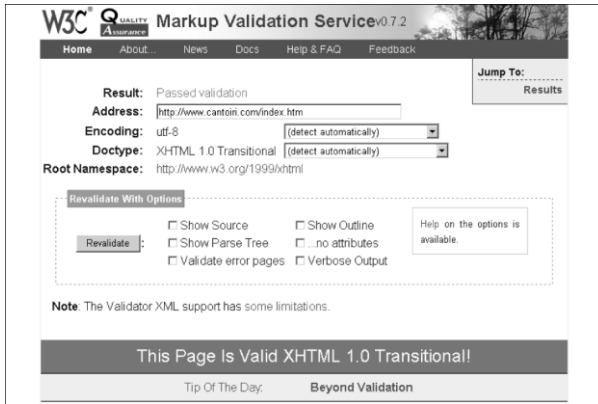 W3C® QUALITY ASSURANCE Markup Validation Service v0.7.2
Home About... News Docs Help & FAQ Feedback
Jump To:
Results
Result: Passed validation
Address: http://www.cantoiri.com/index.htm
Encoding: utf-8 (detect automatically)
Doctype: XHTML 1.0 Transitional (detect automatically)
Root Namespace: http://www.w3.org/1999/xhtml
Revalidate With Options
Show Source Show Outline
Revalidate : Show Parse Tree ...no attributes
Validate error pages Verbose Output
Help on the options is
available.
Note: The Validator XML support has some limitations.
This Page Is Valid XHTML 1.0 Transitional!
Tip Of The Day: Beyond Validation